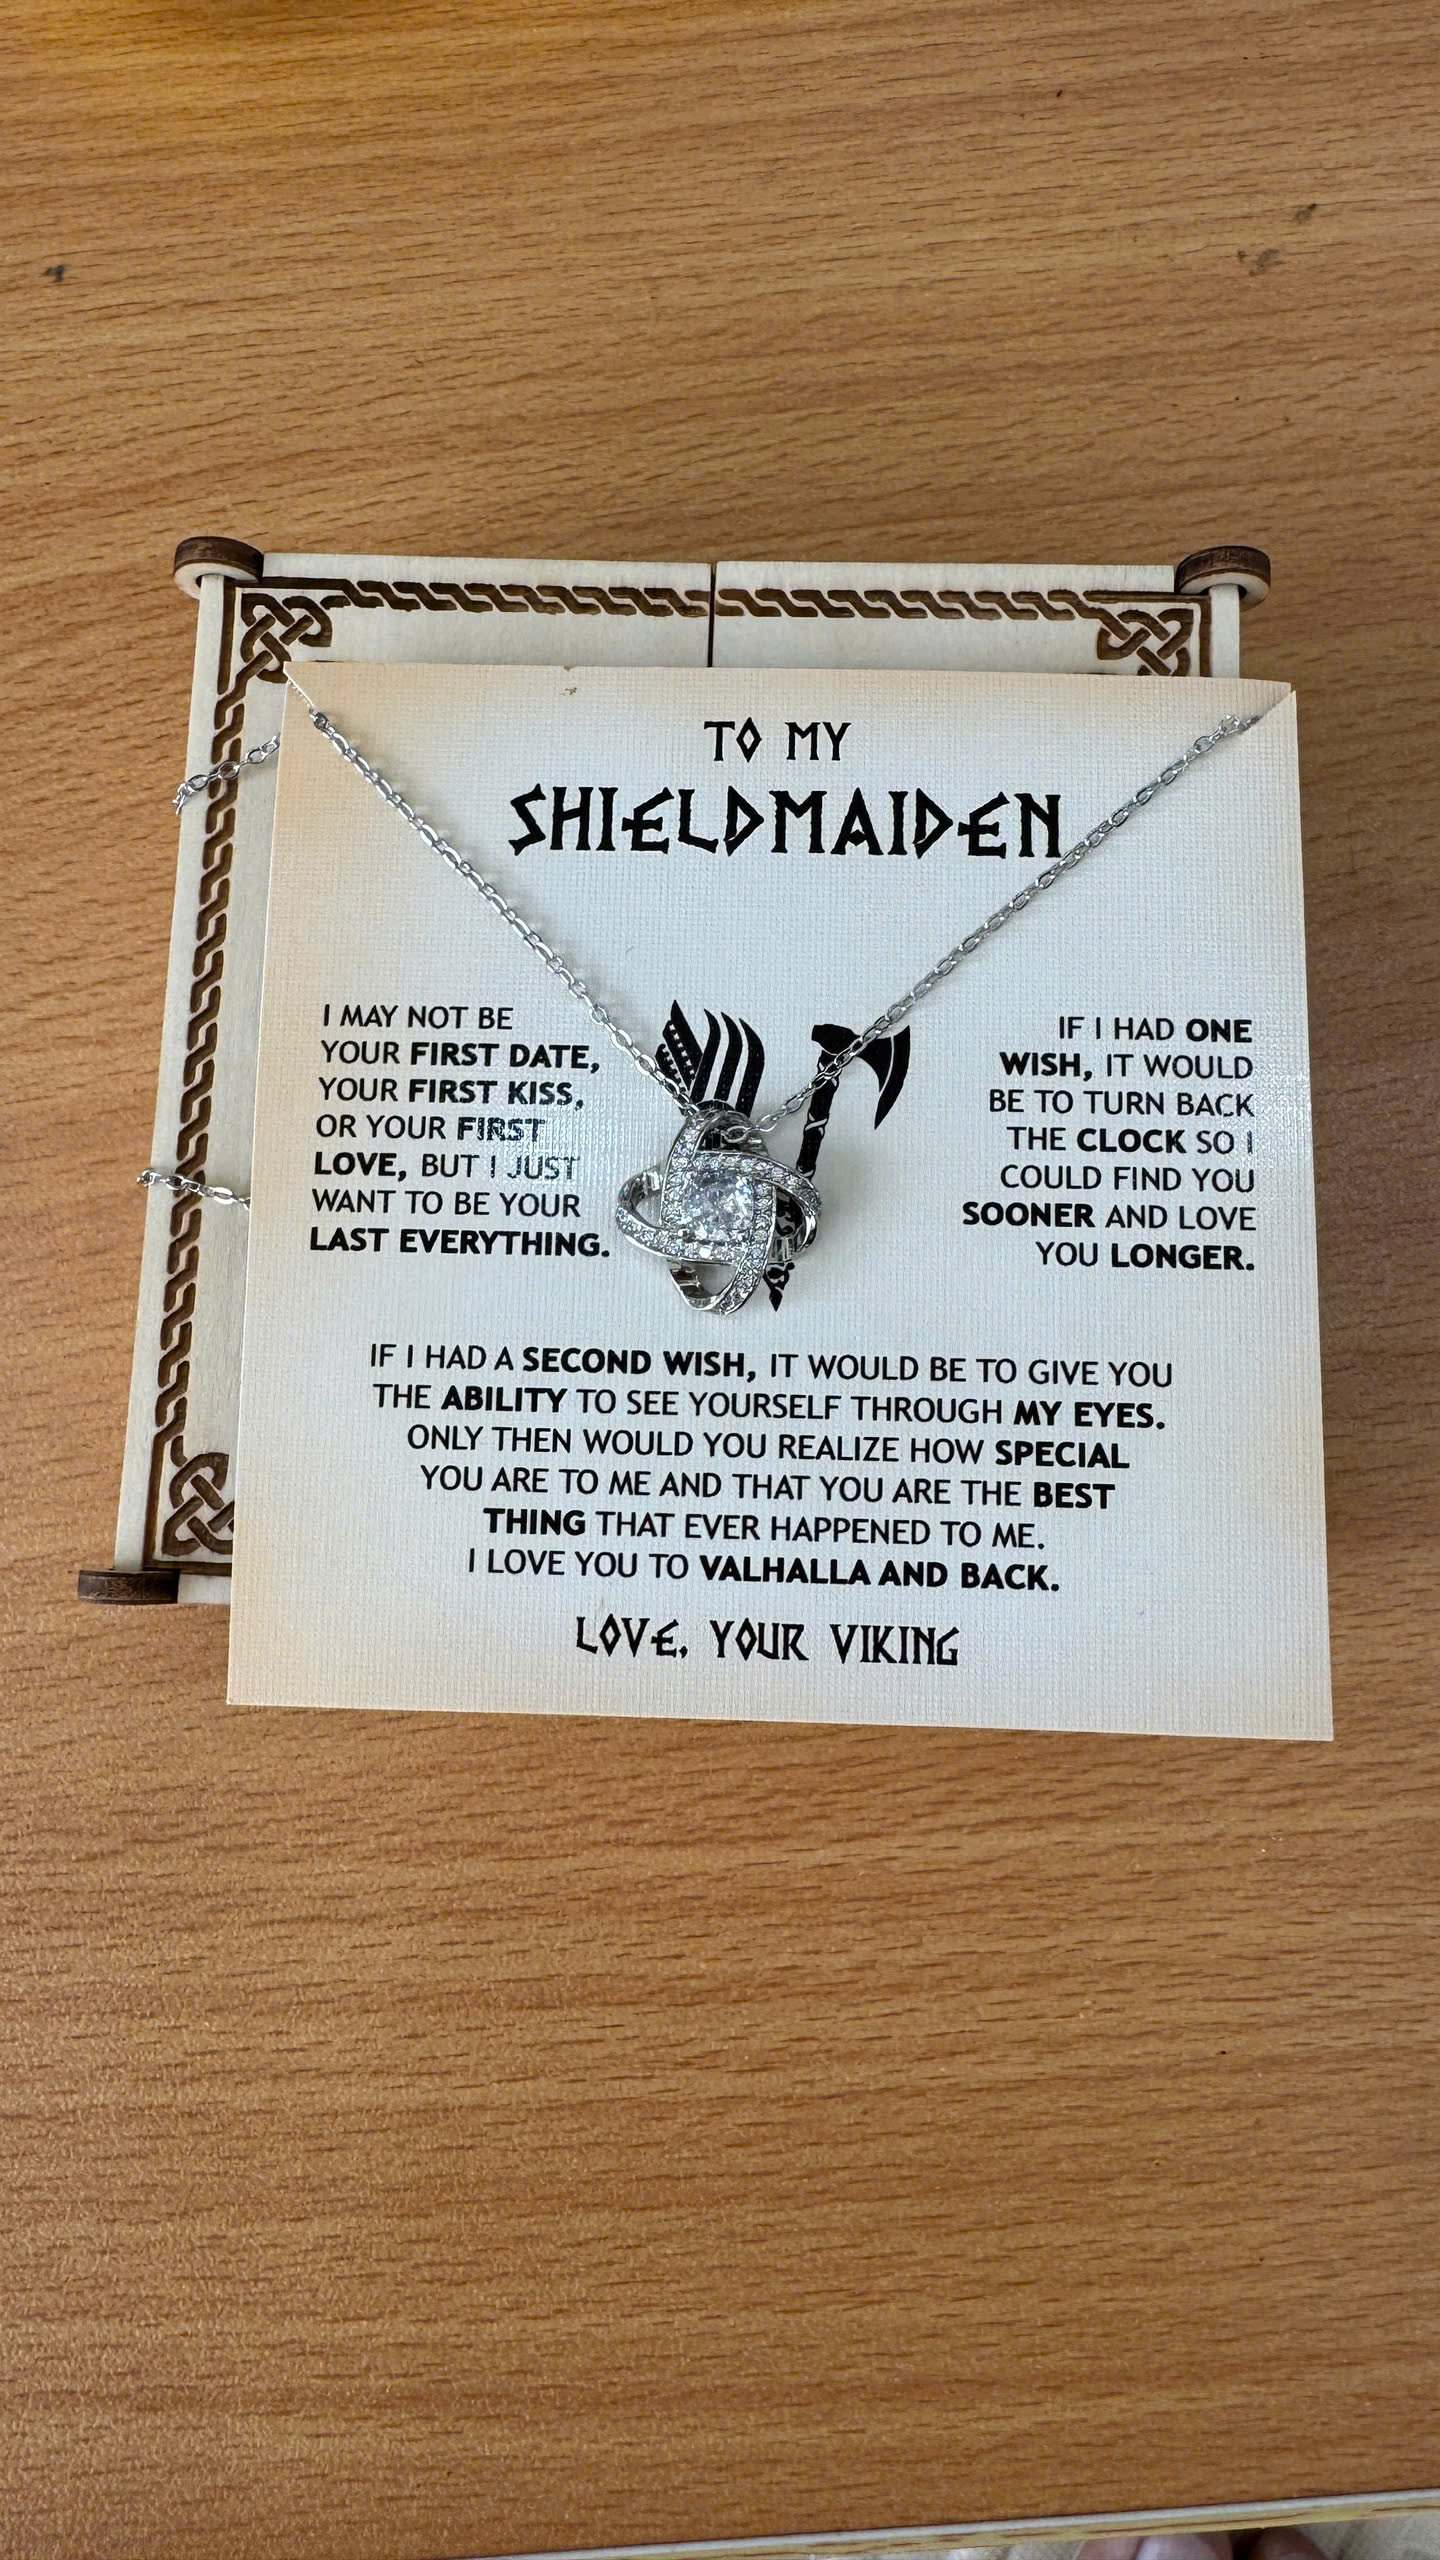 TO MY
SHIELDMAIDEN
I MAY NOT BE
YOUR FIRST DATE,
YOUR FIRST KISS,
OR YOUR FIRST
LOVE, BUT I JUST
WANT TO BE YOUR
LAST EVERYTHING.
IF I HAD ONE
WISH, IT WOULD
BE TO TURN BACK
THE CLOCK SO I
COULD FIND YOU
SOONER AND LOVE
YOU LONGER.
IF I HAD A SECOND WISH, IT WOULD BE TO GIVE YOU
THE ABILITY TO SEE YOURSELF THROUGH MY EYES.
ONLY THEN WOULD YOU REALIZE HOW SPECIAL
YOU ARE TO ME AND THAT YOU ARE THE BEST
THING THAT EVER HAPPENED TO ME.
I LOVE YOU TO VALHALLA AND BACK.
LOVE, YOUR VIKING